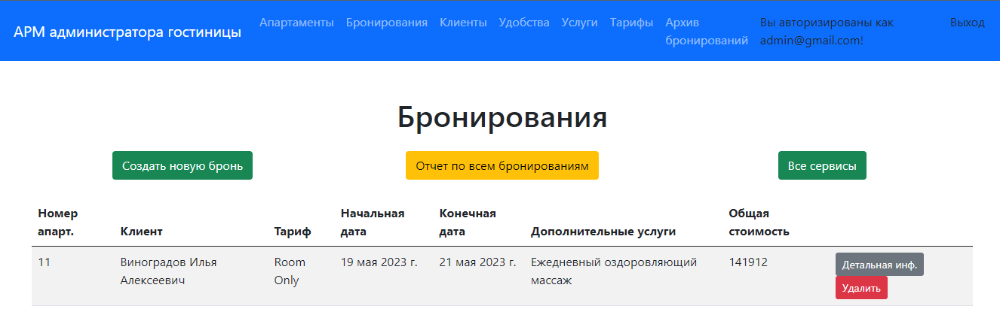 АРМ администратора гостиницы
Апартаменты
Бронирования
Клиенты
Удобства
Услуги
Тарифы
Архив
бронирований
Вы авторизированы как
admin@gmail.com!
Выход
Бронирования
Создать новую бронь
Отчет по всем бронированиям
Все сервисы
Номер
апарт.
Клиент
Тариф
Начальная
дата
Конечная
дата
Дополнительные услуги
Общая
стоимость
11
Виноградов Илья
Алексеевич
Room
Only
19 мая 2023 г.
21 мая 2023 г.
Ежедневный оздоровляющий
массаж
141912
Детальная инф.
Удалить